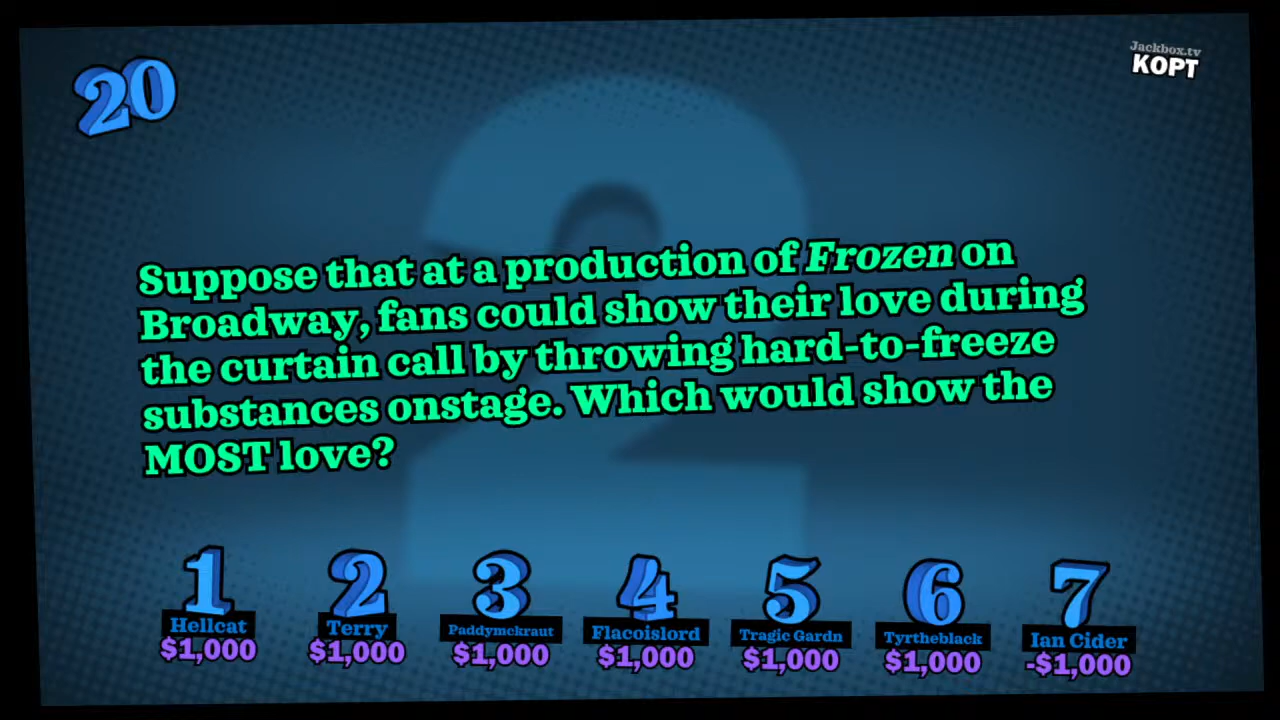 20
Jackbox.tv
KOPT
Suppose that at a production of Frozen on
Broadway, fans could show their love during
the curtain call by throwing hard-to-freeze
substances onstage. Which would show the
MOST love?
2
1 2 3 4 5 6 7
Hellcat Terry Paddymckraut Flacoislord Tragic Gardn Tyrtheblack Ian Cider
$1,000 $1,000 $1,000 $1,000 $1,000 $1,000 -$1,000